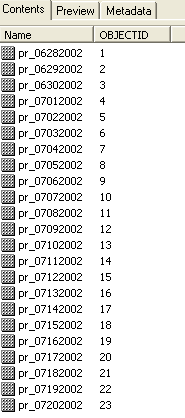 Contents Preview Metadata
Name OBJECTID
pr_06282002 1
pr_06292002 2
pr_06302002 3
pr_07012002 4
pr_07022002 5
pr_07032002 6
pr_07042002 7
pr_07052002 8
pr_07062002 9
pr_07072002 10
pr_07082002 11
pr_07092002 12
pr_07102002 13
pr_07112002 14
pr_07122002 15
pr_07132002 16
pr_07142002 17
pr_07152002 18
pr_07162002 19
pr_07172002 20
pr_07182002 21
pr_07192002 22
pr_07202002 23